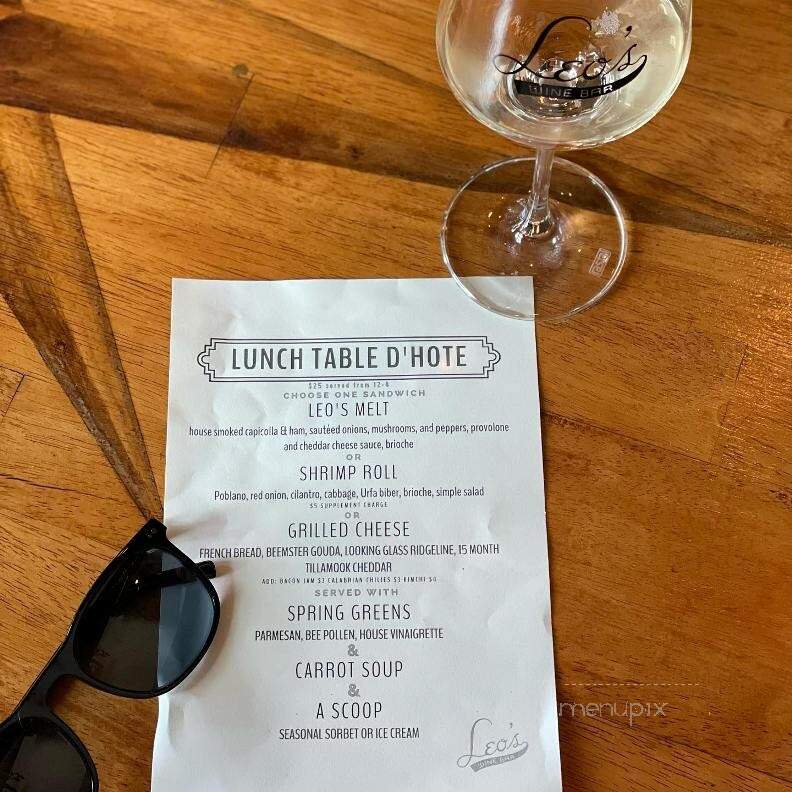 Leo's
WINE BAR
LUNCH TABLE D'HOTE
$25 served from 12-4
CHOOSE ONE SANDWICH
LEO'S MELT
house smoked capicolla & ham, sautéed onions, mushrooms, and peppers, provolone
and cheddar cheese sauce, brioche
OR
SHRIMP ROLL
Poblano, red onion, cilantro, cabbage, Urfa biber, brioche, simple salad
$5 SUPPLEMENT CHARGE
OR
GRILLED CHEESE
FRENCH BREAD, BEEMSTER GOUDA, LOOKING GLASS RIDGELINE, 15 MONTH
TILLAMOOK CHEDDAR
ADD: BACON JAM $3 CALABRIAN CHILIES $3 KIMCHI
SERVED WITH
SPRING GREENS
PARMESAN, BEE POLLEN, HOUSE VINAIGRETTE
&
CARROT SOUP
&
A SCOOP
SEASONAL SORBET OR ICE CREAM
Leo's
WINE BAR
menupix